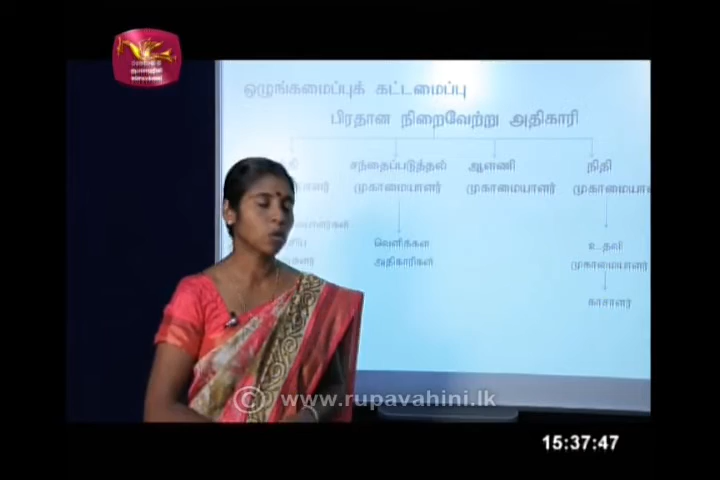 ஒழுங்கமைப்புக் கட்டமைப்பு
பிரதான நிறைவேற்று அதிகாரி
சந்தைப்படுத்தல் ஆளணி நிதி
முகாமையாளர் முகாமையாளர் முகாமையாளர்
வெளிக்கள உதவி
அதிகாரிகள் முகாமையாளர்
காசாளர்
© www.rupavahini.lk
15:37:47